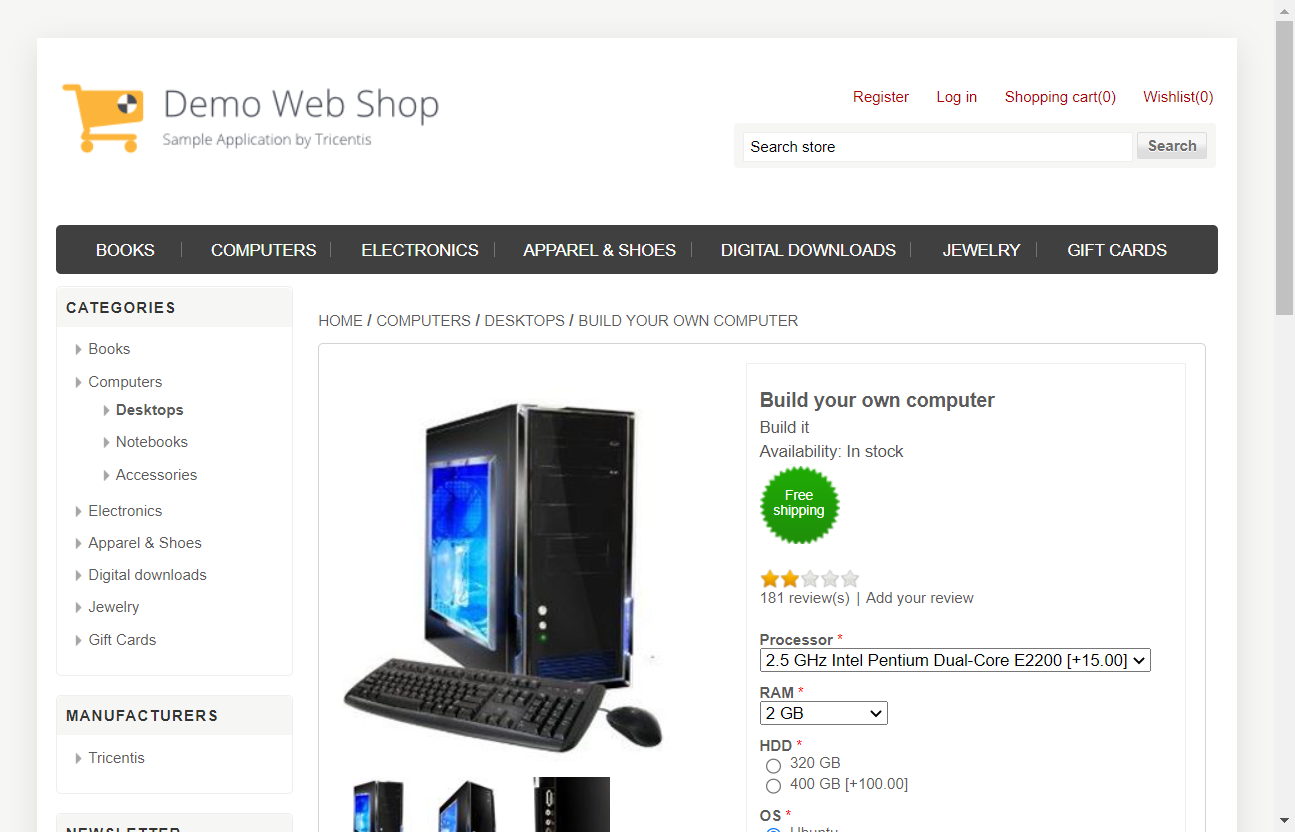 Demo Web Shop
Sample Application by Tricentis
Register Log in Shopping cart(0) Wishlist(0)
Search store Search
BOOKS COMPUTERS ELECTRONICS APPAREL & SHOES DIGITAL DOWNLOADS JEWELRY GIFT CARDS
CATEGORIES
Books
Computers
Desktops
Notebooks
Accessories
Electronics
Apparel & Shoes
Digital downloads
Jewelry
Gift Cards
MANUFACTURERS
Tricentis
NEWSLETTER
HOME / COMPUTERS / DESKTOPS / BUILD YOUR OWN COMPUTER
Build your own computer
Build it
Availability: In stock
Free
shipping
181 review(s) | Add your review
Processor *
2.5 GHz Intel Pentium Dual-Core E2200 [+15.00]
RAM *
2 GB
HDD *
320 GB
400 GB [+100.00]
OS *
Ubuntu